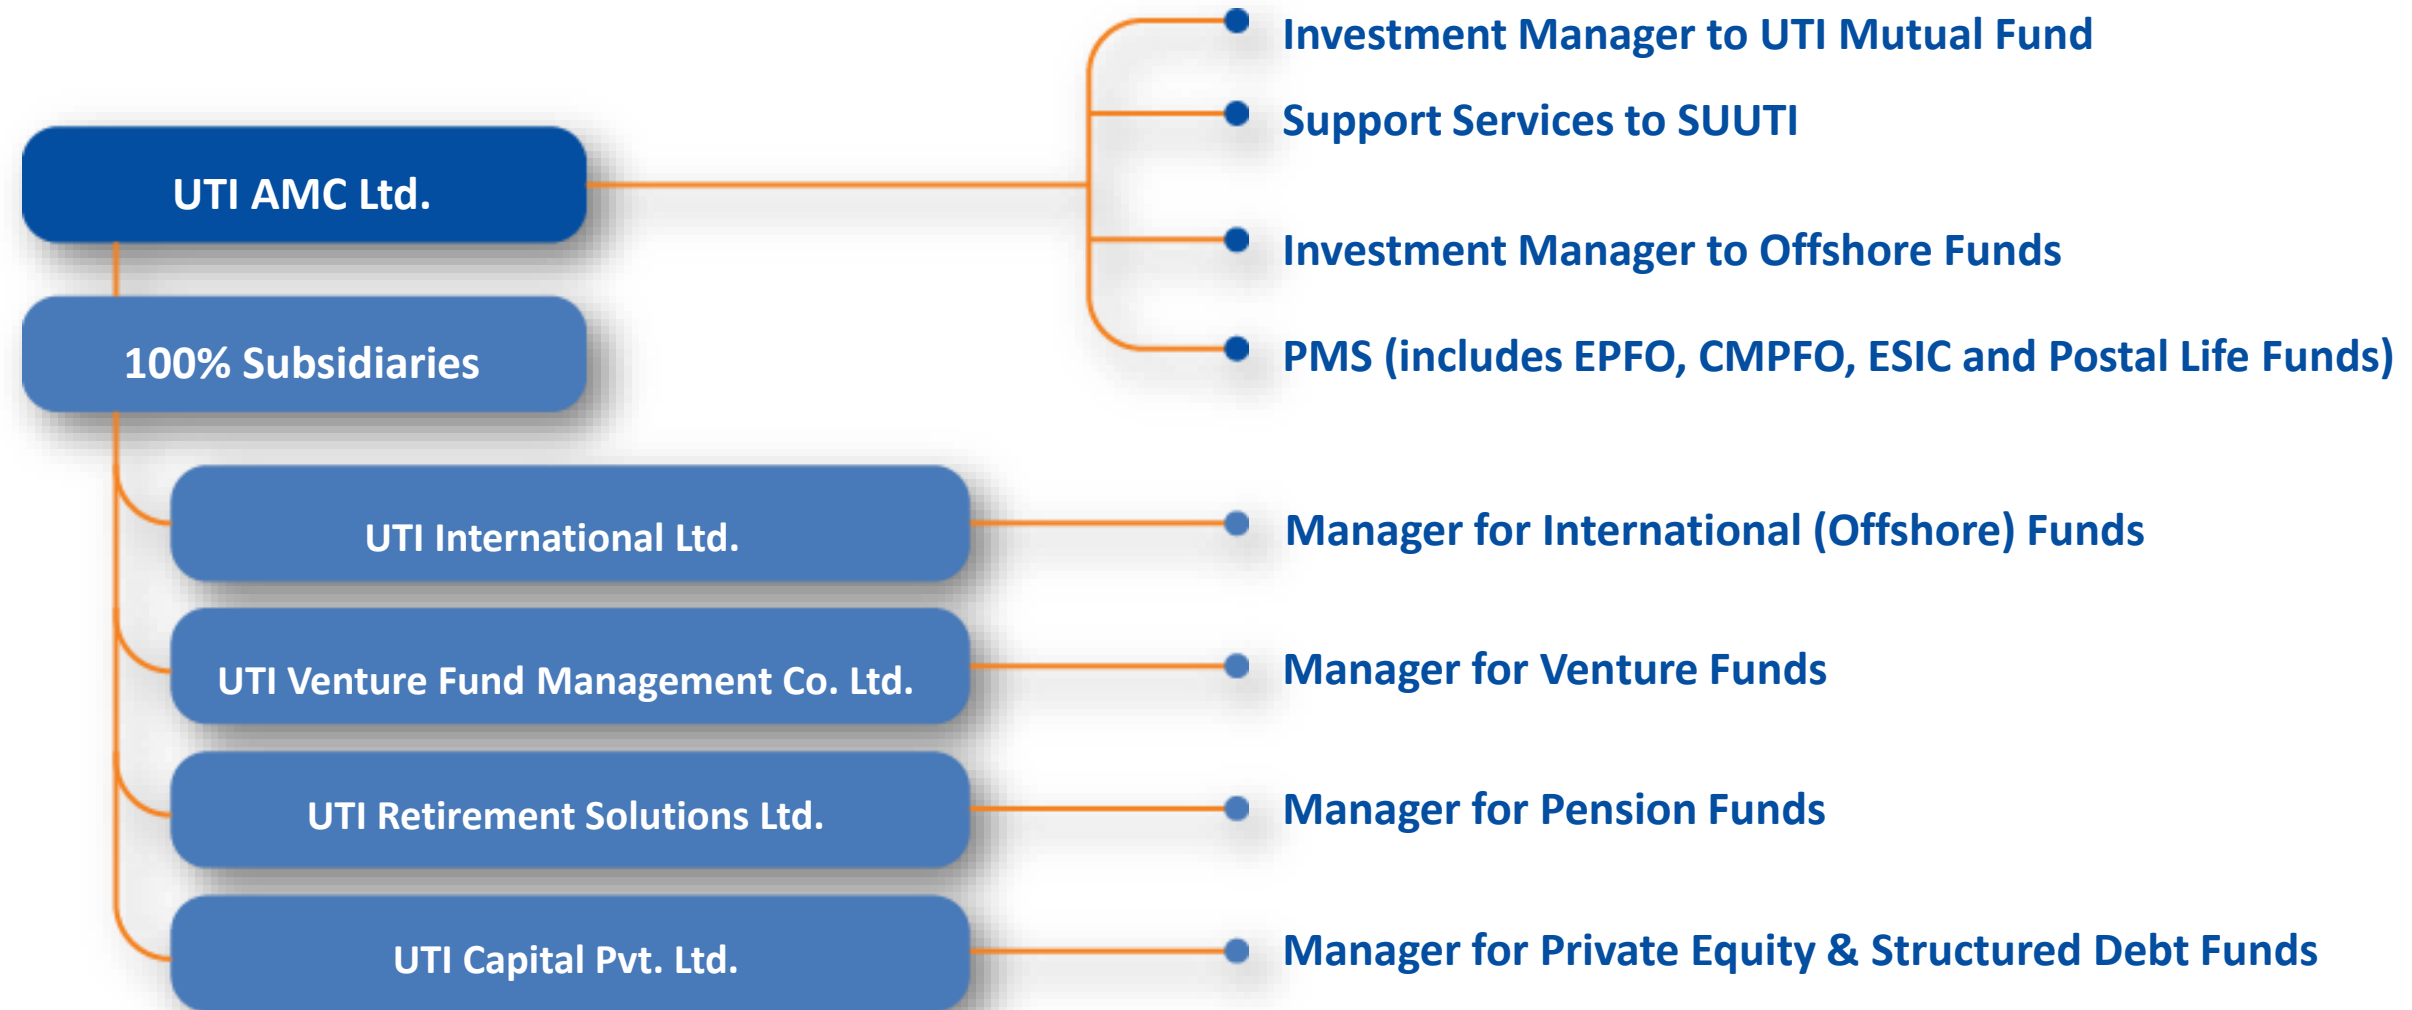 Investment Manager to UTI Mutual Fund
Support Services to SUUTI
UTI AMC Ltd.
Investment Manager to Offshore Funds
100% Subsidiaries
PMS (includes EPFO, CMPFO, ESIC and Postal Life Funds)
UTI International Ltd.
Manager for International (Offshore) Funds
UTI Venture Fund Management Co. Ltd.
Manager for Venture Funds
UTI Retirement Solutions Ltd.
Manager for Pension Funds
UTI Capital Pvt. Ltd.
Manager for Private Equity & Structured Debt Funds